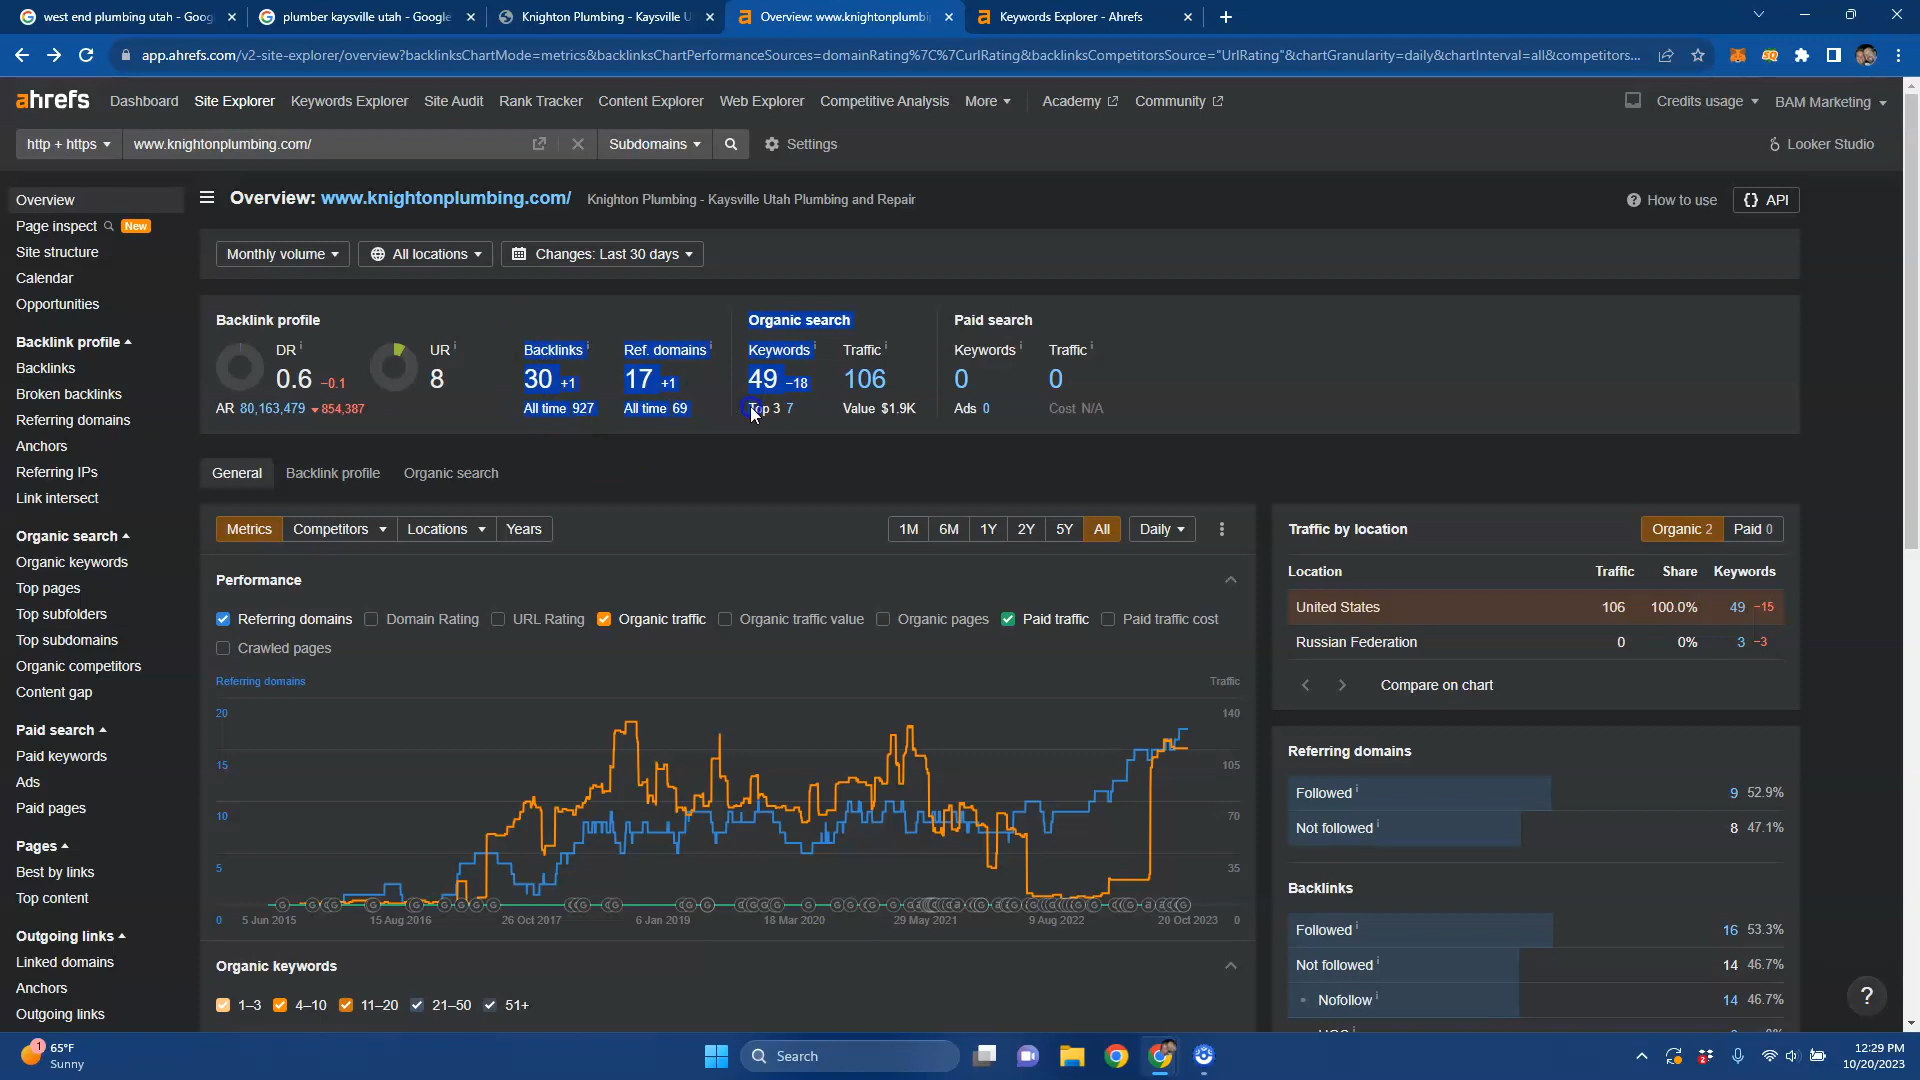 west end plumbing utah - Goog
plumber kaysville utah - Google
Knighton Plumbing - Kaysville U
Overview: www.knightonplumbin
Keywords Explorer - Ahrefs
app.ahrefs.com/v2-site-explorer/overview?backlinksChartMode=metrics&backlinksChartPerformanceSources=domainRating%7C%7CurlRating&backlinksCompetitorsSource="UrlRating"&chartGranularity=daily&chartInterval=all&competitors...
ahrefs Dashboard Site Explorer Keywords Explorer Site Audit Rank Tracker Content Explorer Web Explorer Competitive Analysis More Academy Community Credits usage BAM Marketing
http + https www.knightonplumbing.com/ Subdomains Settings Looker Studio
Overview
Page inspect New
Site structure
Calendar
Opportunities
Backlink profile
Backlinks
Broken backlinks
Referring domains
Anchors
Referring IPs
Link intersect
Organic search
Organic keywords
Top pages
Top subfolders
Top subdomains
Organic competitors
Content gap
Paid search
Paid keywords
Ads
Paid pages
Pages
Best by links
Top content
Outgoing links
Linked domains
Anchors
Outgoing links
Overview: www.knightonplumbing.com/ Knighton Plumbing - Kaysville Utah Plumbing and Repair How to use {} API
Monthly volume All locations Changes: Last 30 days
Backlink profile Organic search Paid search
DR UR Backlinks Ref. domains Keywords Traffic Keywords Traffic
0.6 −0.1 8 30 +1 17 +1 49 −18 106 0 0
AR 80,163,479 854,387 All time 927 All time 69 Top 3 7 Value $1.9K Ads 0 Cost N/A
General Backlink profile Organic search
Metrics Competitors Locations Years 1M 6M 1Y 2Y 5Y All Daily
Performance
Referring domains Domain Rating URL Rating Organic traffic Organic traffic value Organic pages Paid traffic Paid traffic cost
Crawled pages
Referring domains Traffic
20 140
15 105
10 70
5 35
0 5 Jun 2015 15 Aug 2016 26 Oct 2017 6 Jan 2019 18 Mar 2020 29 May 2021 9 Aug 2022 20 Oct 2023 0
Organic keywords
1–3 4–10 11–20 21–50 51+
Traffic by location Organic 2 Paid 0
Location Traffic Share Keywords
United States 106 100.0% 49 −15
Russian Federation 0 0% 3 −3
Compare on chart
Referring domains
Followed 9 52.9%
Not followed 8 47.1%
Backlinks
Followed 16 53.3%
Not followed 14 46.7%
Nofollow 14 46.7%
?
1 65°F
Sunny
Search
12:29 PM
10/20/2023